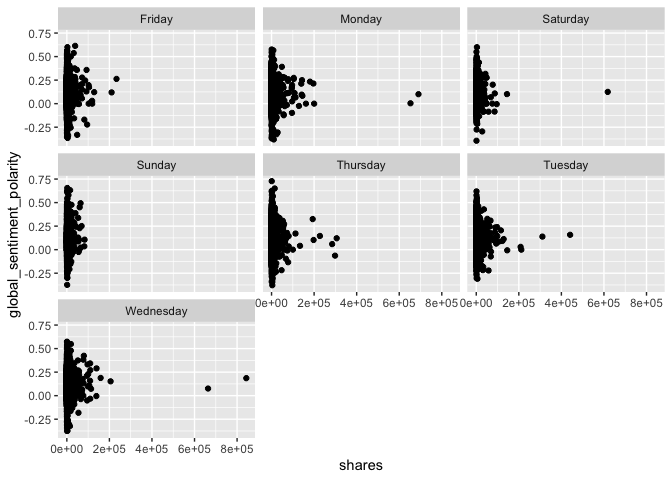 Friday Monday Saturday
0.75
0.50
0.25
0.00
-0.25
Sunday Thursday Tuesday
0.75
0.50
0.25
0.00
-0.25
0e+00 2e+05 4e+05 6e+05 8e+05 0e+00 2e+05 4e+05 6e+05 8e+05
Wednesday
0.75
0.50
0.25
0.00
-0.25
0e+00 2e+05 4e+05 6e+05 8e+05
global_sentiment_polarity
shares